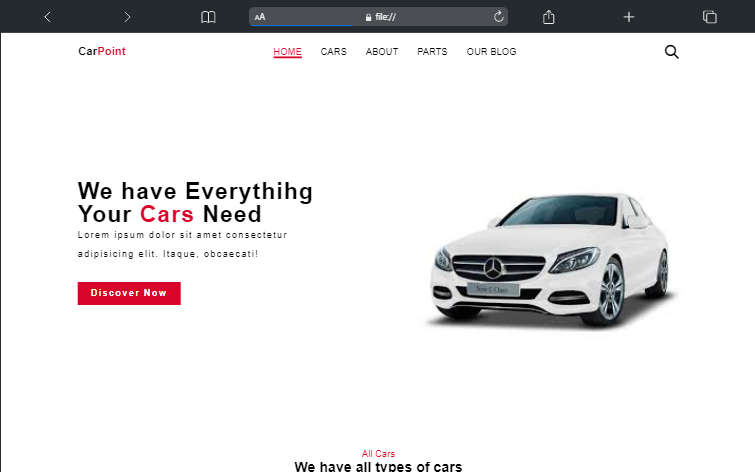 AA file://
CarPoint HOME CARS ABOUT PARTS OUR BLOG
We have Everythihg
Your Cars Need
Lorem ipsum dolor sit amet consectetur
adipisicing elit. Itaque, obcaecati!
Discover Now
New E-Class
All Cars
We have all types of cars